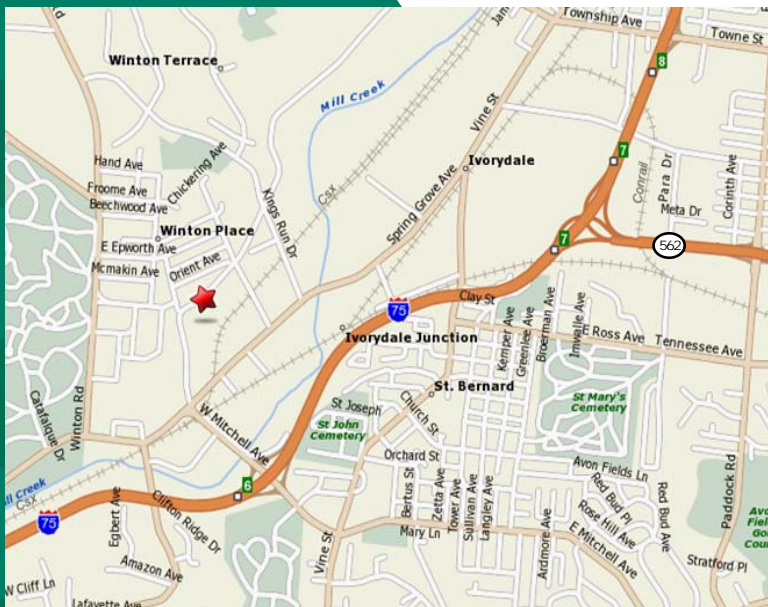 Township Ave
Towne St
Winton Terrace
8
Mill Creek
Vine St
7
Ivorydale
Conrail
Para Dr
Corinth Ave
Hand Ave
Chickering Ave
Csx
Froome Ave
Beechwood Ave
Kings Run Dr
Spring Grove Ave
Meta Dr
Winton Place
E Epworth Ave
7
562
Mcmakin Ave
Orient Ave
Clay St
75
Kemper Ave
Greenlee Ave
Broerman Ave
Imwalle Ave
E Ross Ave
Tennessee Ave
Ivorydale Junction
St. Bernard
Catafalque Dr
Winton Rd
St Joseph
Church St
St Mary's
Cemetery
W Mitchell Ave
St John
Cemetery
Orchard St
Avon Fields Ln
6
Csx
75
Egbert Ave
Clifton Ridge Dr
Vine St
Bertus St
Zetta Ave
Tower Ave
Sullivan Ave
Langley Ave
Mary Ln
Ardmore Ave
Red Bud Pl
Rose Hill Ave
Red Bud Ave
E Mitchell Ave
Paddock Rd
Stratford Pl
Amazon Ave
W Cliff Ln
Lafayette Ave